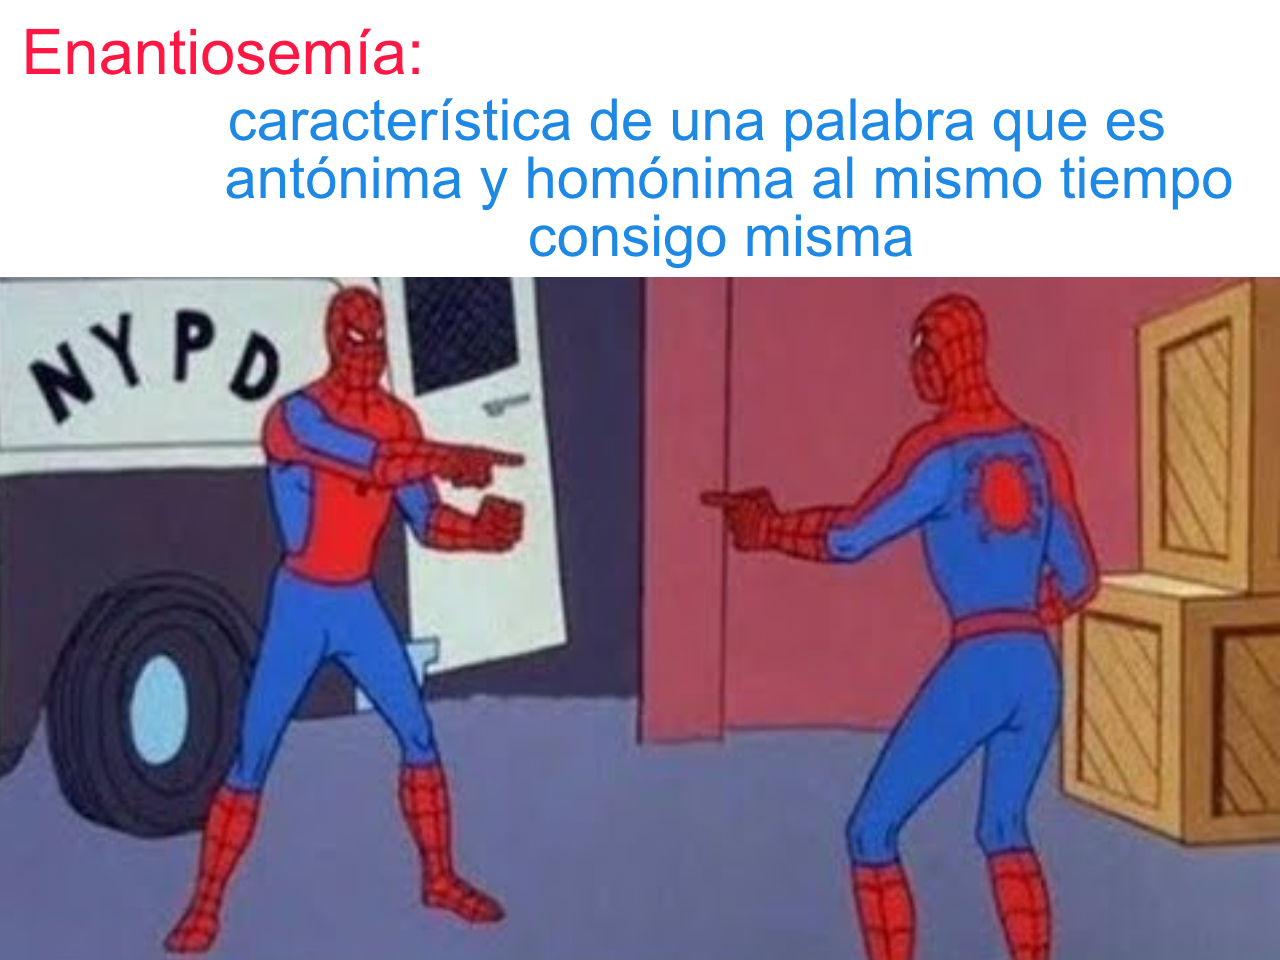 Enantiosemía:
característica de una palabra que es
antónima y homónima al mismo tiempo
consigo misma
NYPD